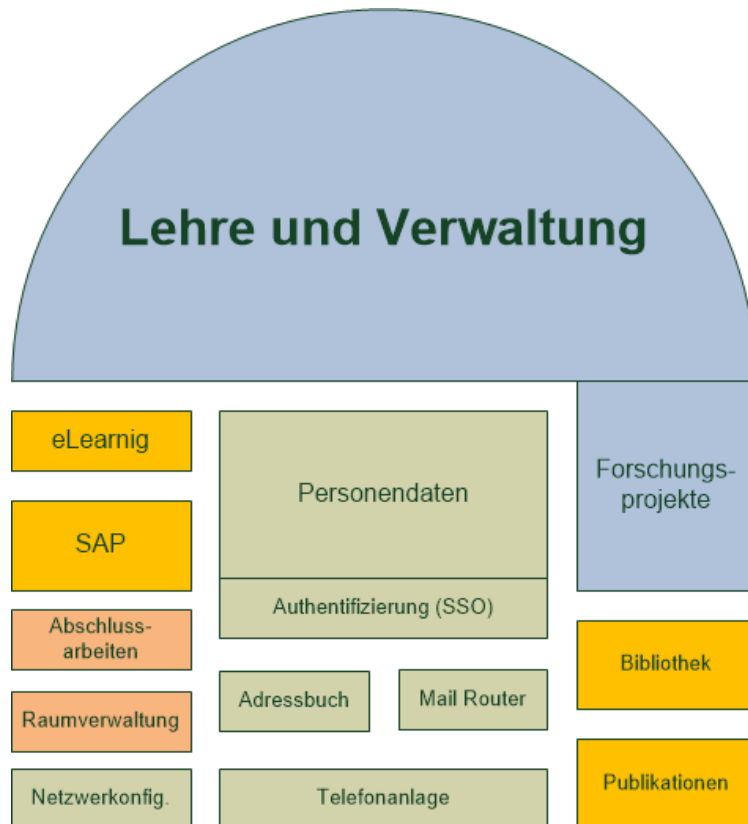 Lehre und Verwaltung
eLearnig
SAP
Abschluss-
arbeiten
Raumverwaltung
Netzwerkonfig.
Personendaten
Authentifizierung (SSO)
Adressbuch
Mail Router
Telefonanlage
Forschungs-
projekte
Bibliothek
Publikationen